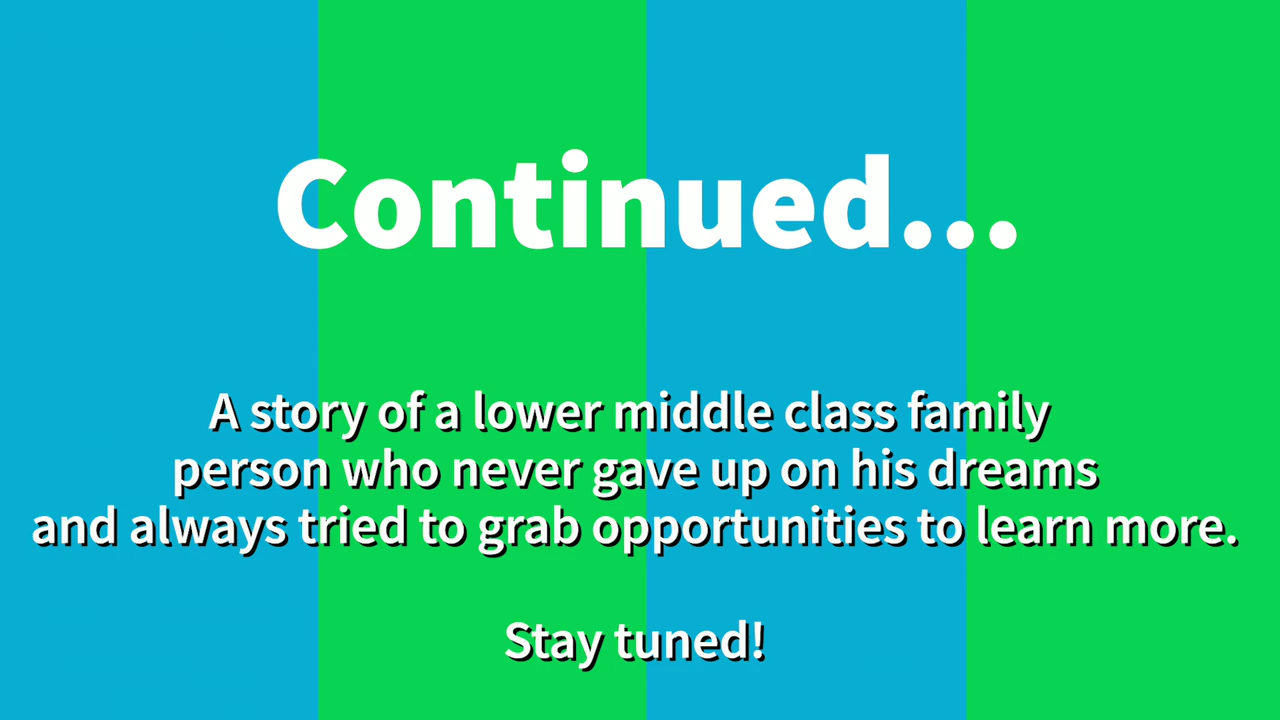 Continued...
A story of a lower middle class family
person who never gave up on his dreams
and always tried to grab opportunities to learn more.
Stay tuned!